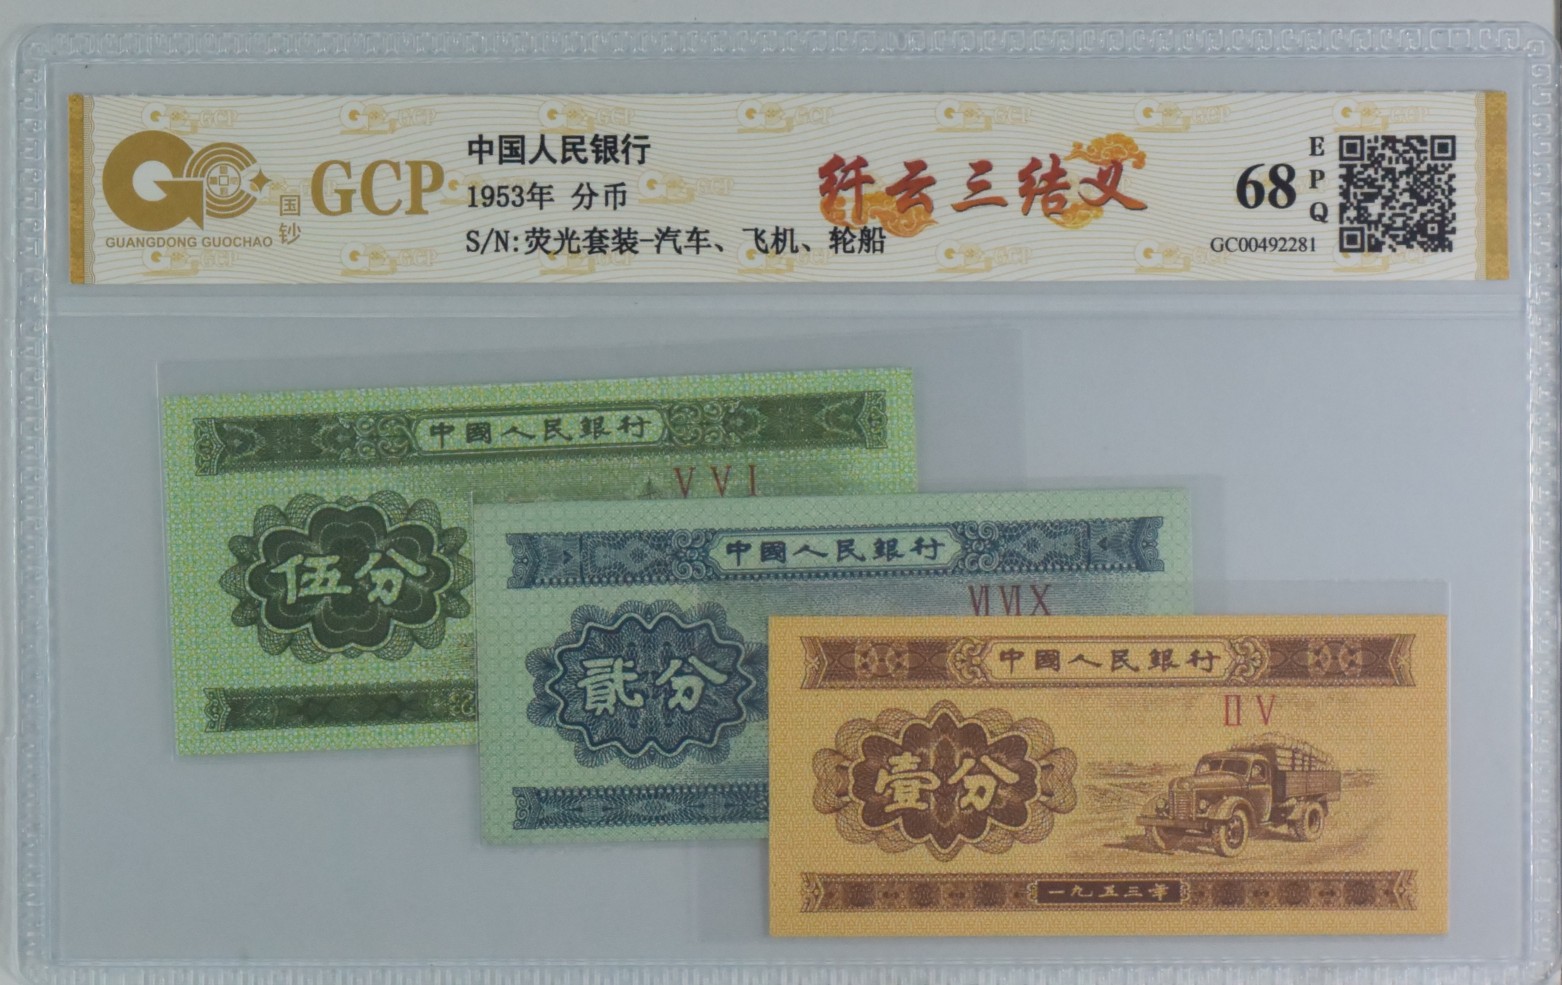 GUANGDONG GUOCHAO
国钞
GCP
中国人民银行
1953年 分币
S/N:荧光套装-汽车、飞机、轮船
纤云三结义
68
EPQ
GC00492281
中國人民銀行
V V I
伍分
中國人民銀行
VI VI X
貳分
中國人民銀行
II V
壹分
一九五三年